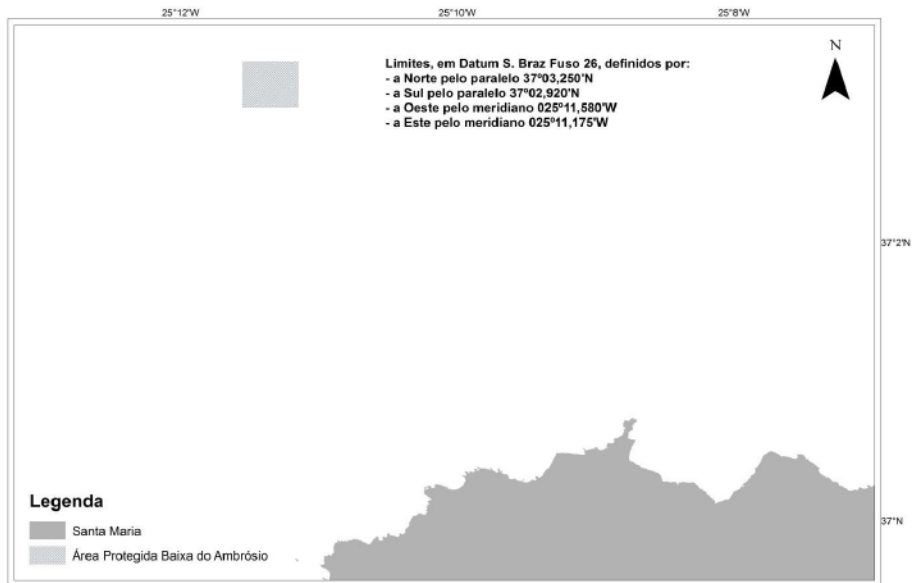 25°12'W 25°10'W 25°8'W
N
Limites, em Datum S. Braz Fuso 26, definidos por:
- a Norte pelo paralelo 37º03,250'N
- a Sul pelo paralelo 37º02,920'N
- a Oeste pelo meridiano 025º11,580'W
- a Este pelo meridiano 025º11,175'W
37°2'N
Legenda
Santa Maria
Área Protegida Baixa do Ambrósio
37°N